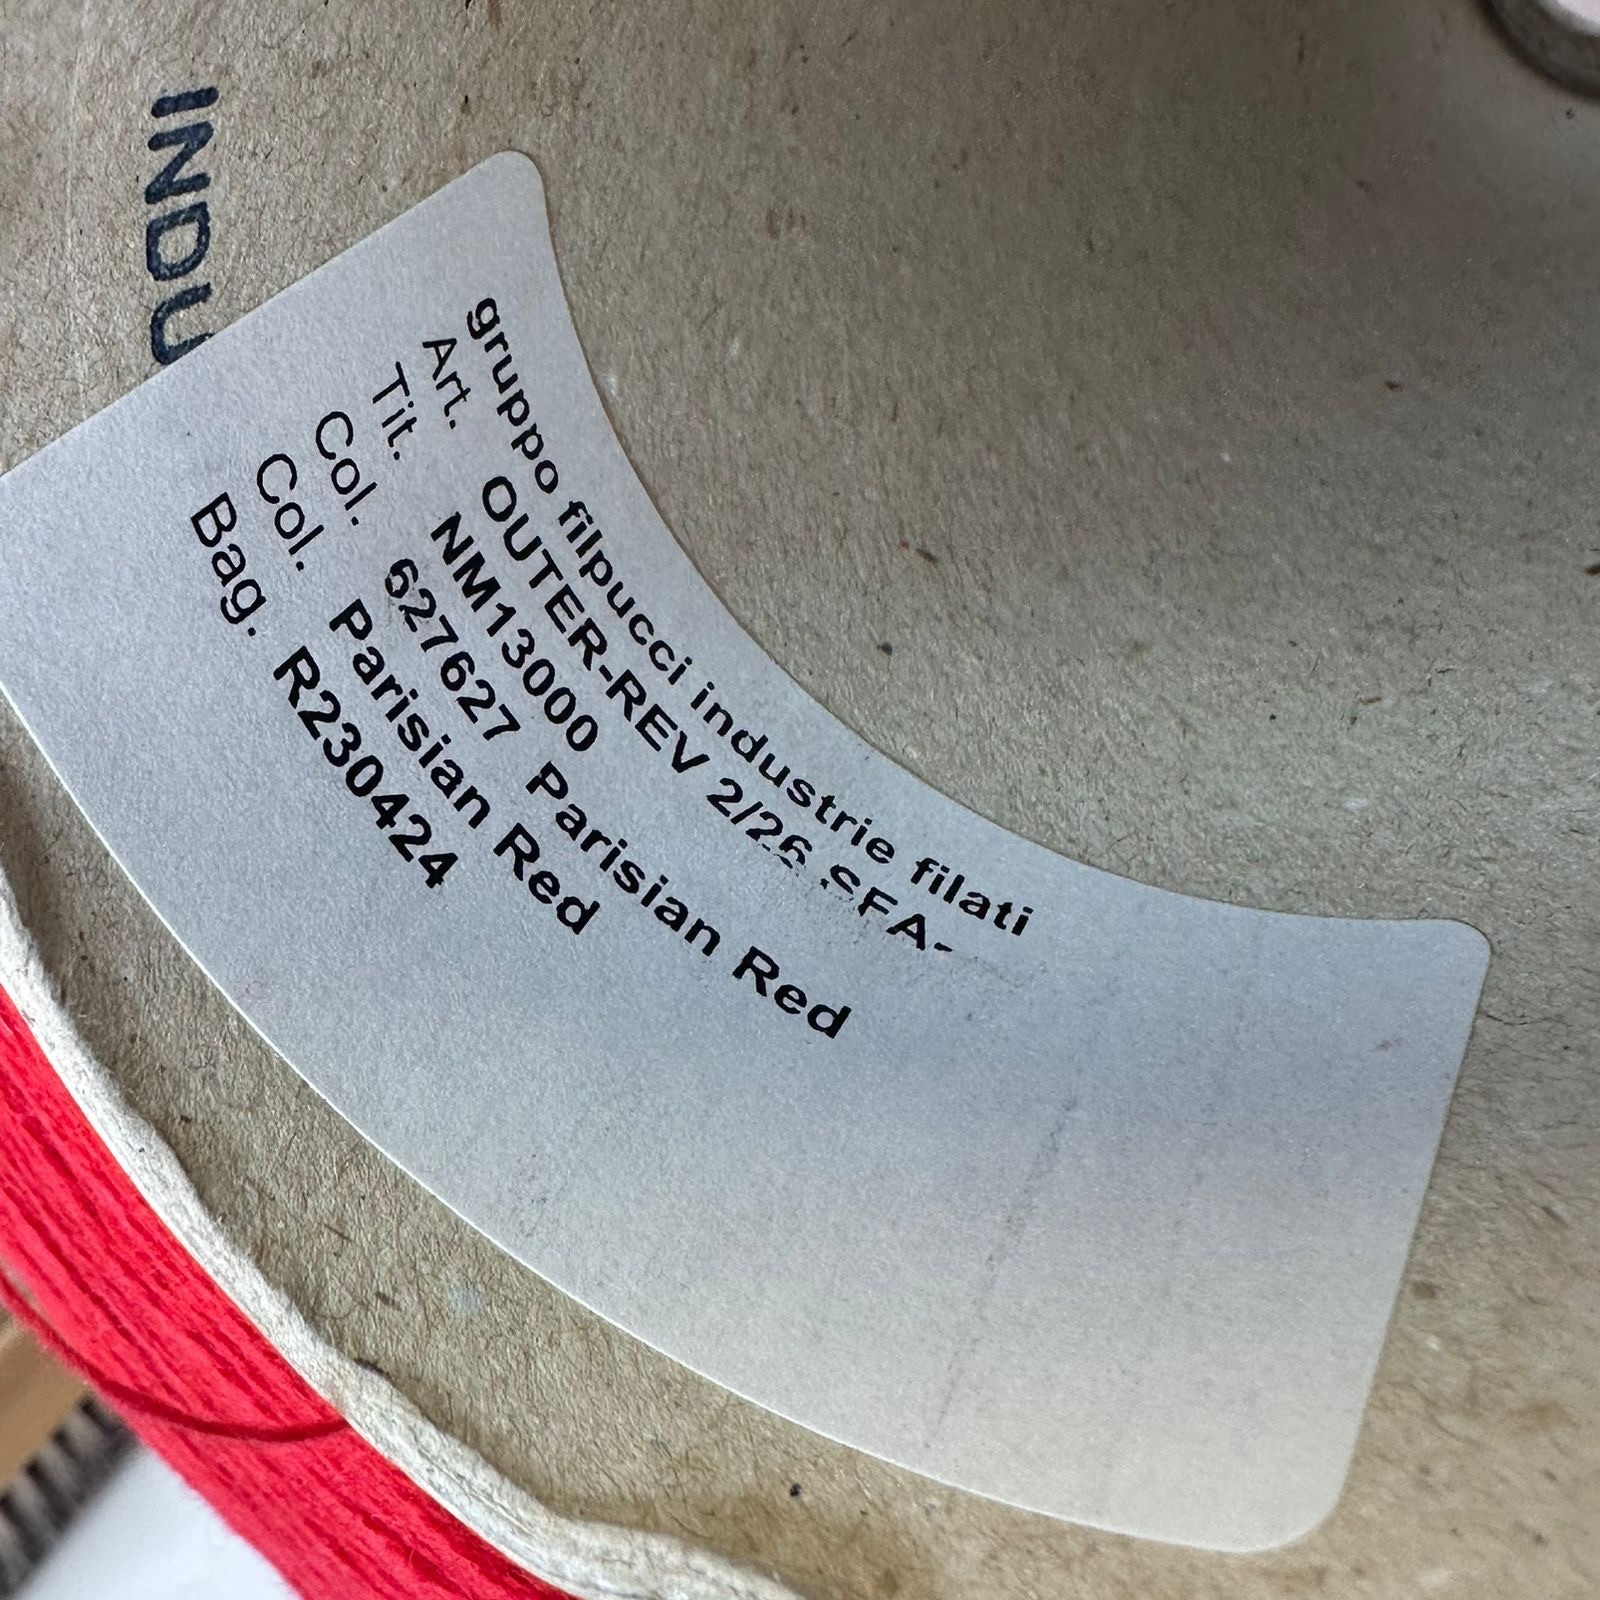 INDU
gruppo filpucci industrie filati
Art. OUTER-REV 2/26 SFA-
Tit. NM13000
Col. 627627 Parisian Red
Col. Parisian Red
Bag. R230424